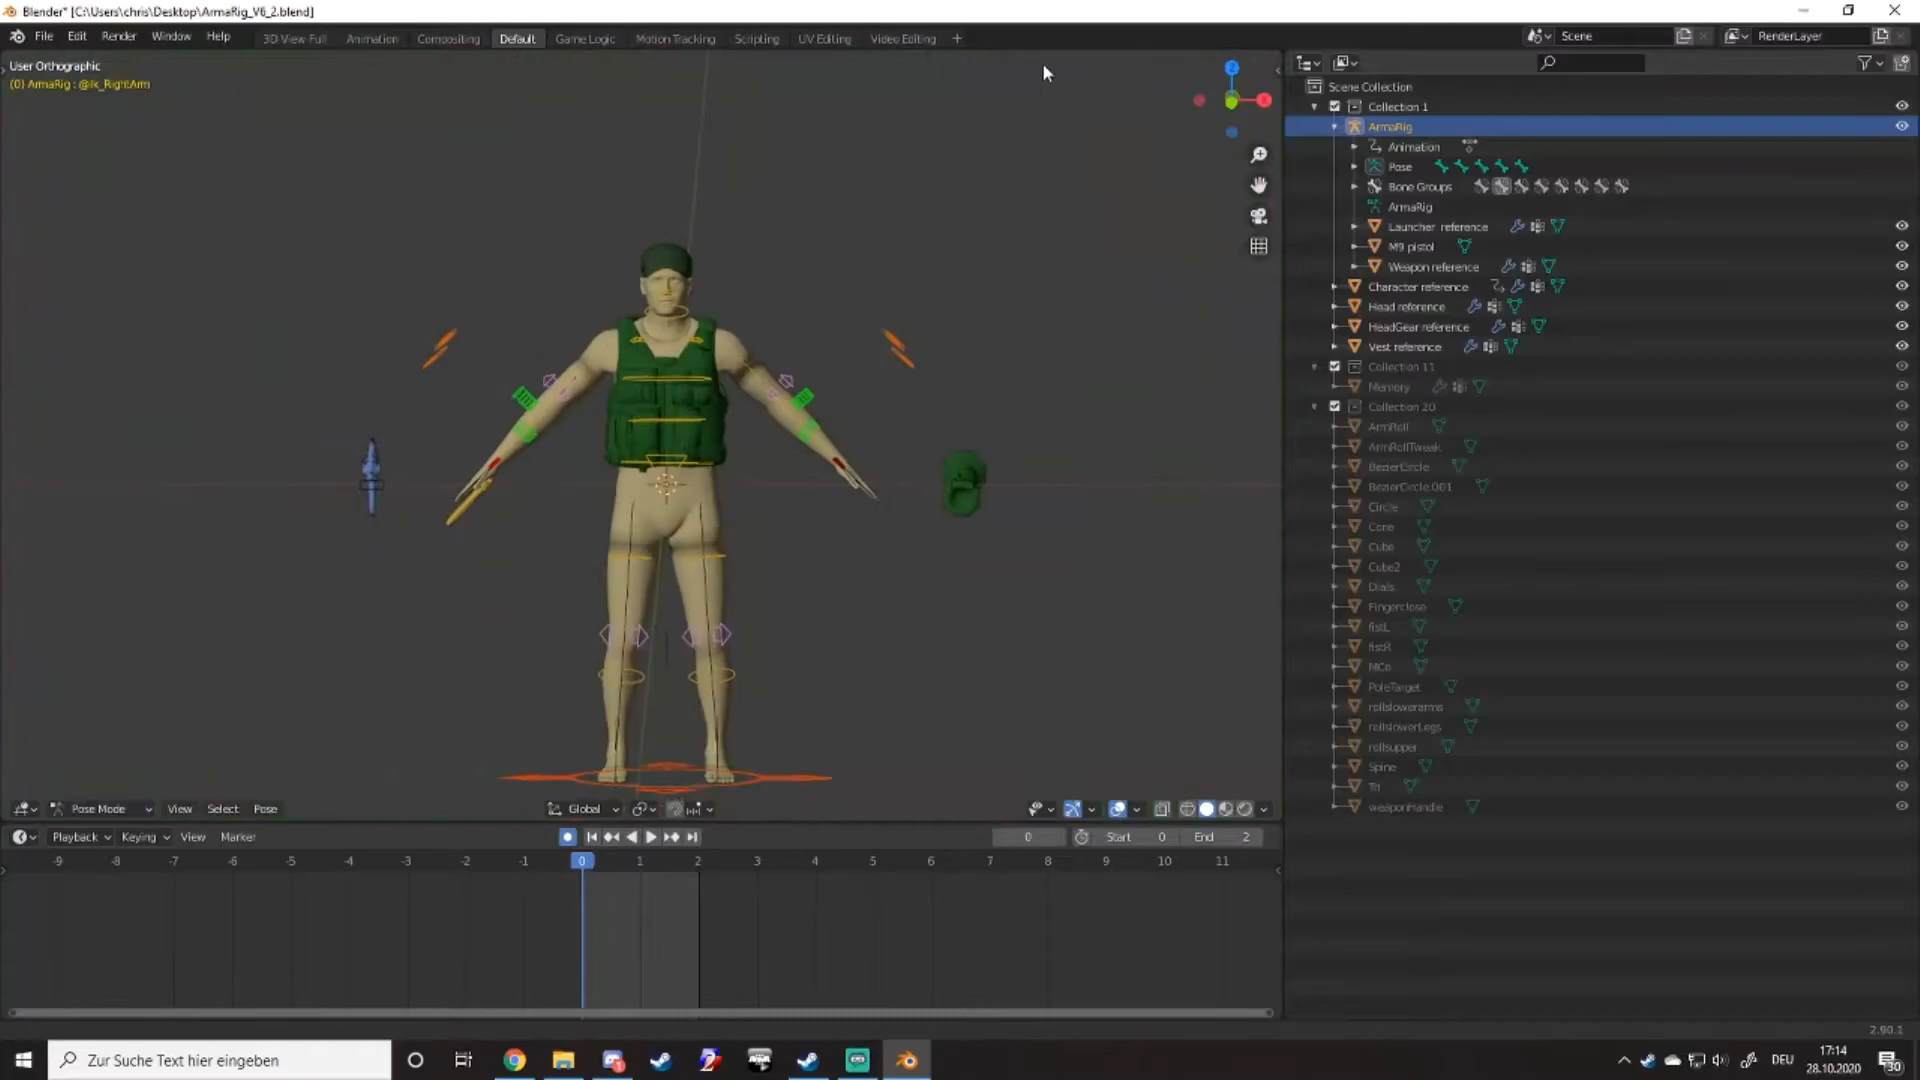 Blender* [C:\Users\chris\Desktop\ArmaRig_V6_2.blend]
File Edit Render Window Help
3D View Full Animation Compositing Default Game Logic Motion Tracking Scripting UV Editing Video Editing +
Scene
RenderLayer
User Orthographic
(0) ArmaRig : @Ik_RightArm
Scene Collection
Collection 1
ArmaRig
Animation
Pose
Bone Groups
ArmaRig
Launcher reference
M9 pistol
Weapon reference
Character reference
Head reference
HeadGear reference
Vest reference
Collection 11
Memory
Collection 20
ArmRoll
ArmRollTweak
BezierCircle
BezierCircle.001
Circle
Cone
Cube
Cube2
Dials
Fingerclose
fistL
fistR
MCo
PoleTarget
rollslowerarms
rollslowerLegs
rollsupper
Spine
Tri
weaponHandle
Pose Mode View Select Pose
Global
Playback Keying View Marker
0 Start 0 End 2
-9 -8 -7 -6 -5 -4 -3 -2 -1 0 1 2 3 4 5 6 7 8 9 10 11
2.90.1
Zur Suche Text hier eingeben
DEU
17:14
28.10.2020
30